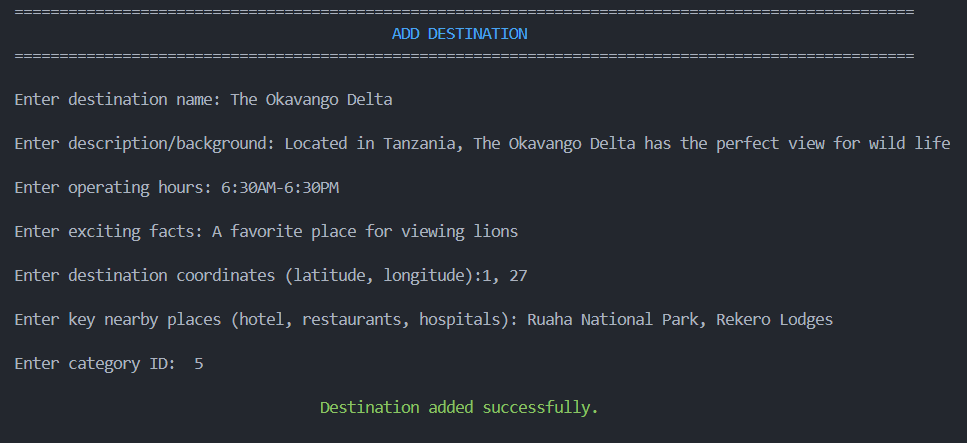 ====================================================================================================
ADD DESTINATION
====================================================================================================
Enter destination name: The Okavango Delta
Enter description/background: Located in Tanzania, The Okavango Delta has the perfect view for wild life
Enter operating hours: 6:30AM-6:30PM
Enter exciting facts: A favorite place for viewing lions
Enter destination coordinates (latitude, longitude):1, 27
Enter key nearby places (hotel, restaurants, hospitals): Ruaha National Park, Rekero Lodges
Enter category ID:  5
Destination added successfully.